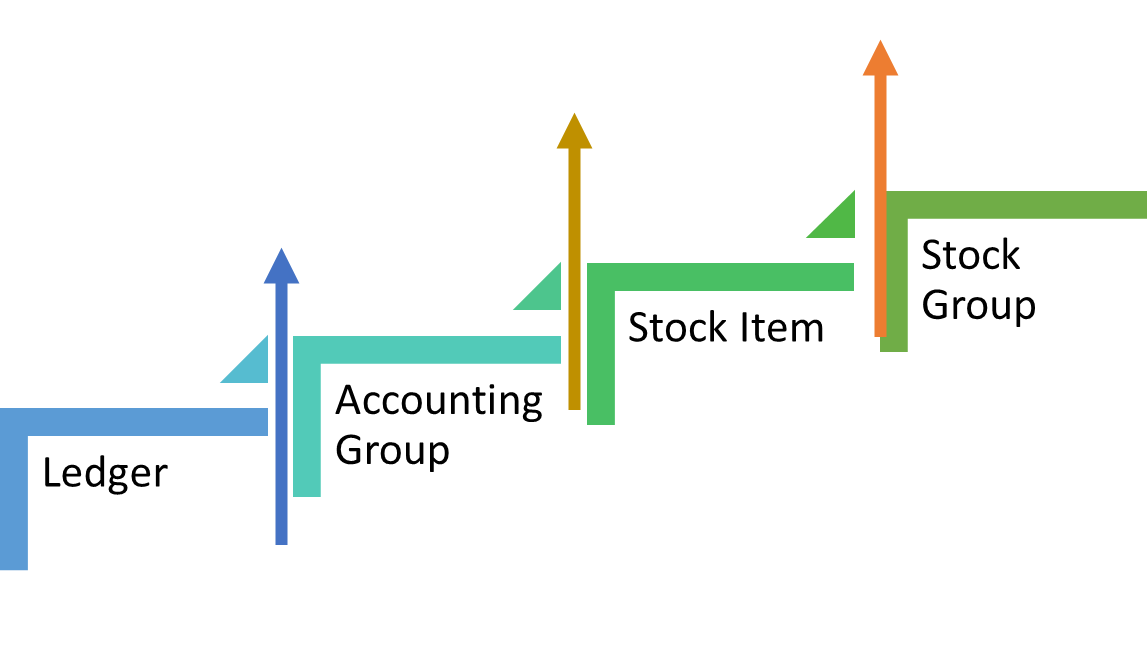 Ledger
Accounting
Group
Stock Item
Stock
Group